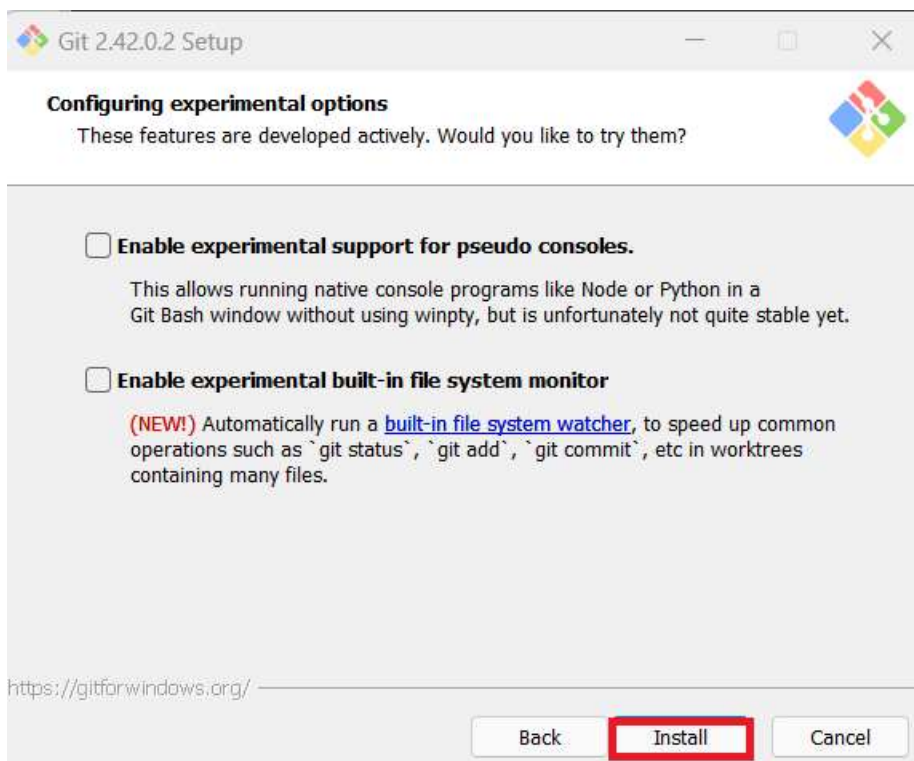 Git 2.42.0.2 Setup
Configuring experimental options
These features are developed actively. Would you like to try them?
Enable experimental support for pseudo consoles.
This allows running native console programs like Node or Python in a
Git Bash window without using winpty, but is unfortunately not quite stable yet.
Enable experimental built-in file system monitor
(NEW!) Automatically run a built-in file system watcher, to speed up common
operations such as `git status`, `git add`, `git commit`, etc in worktrees
containing many files.
https://gitforwindows.org/
Back Install Cancel